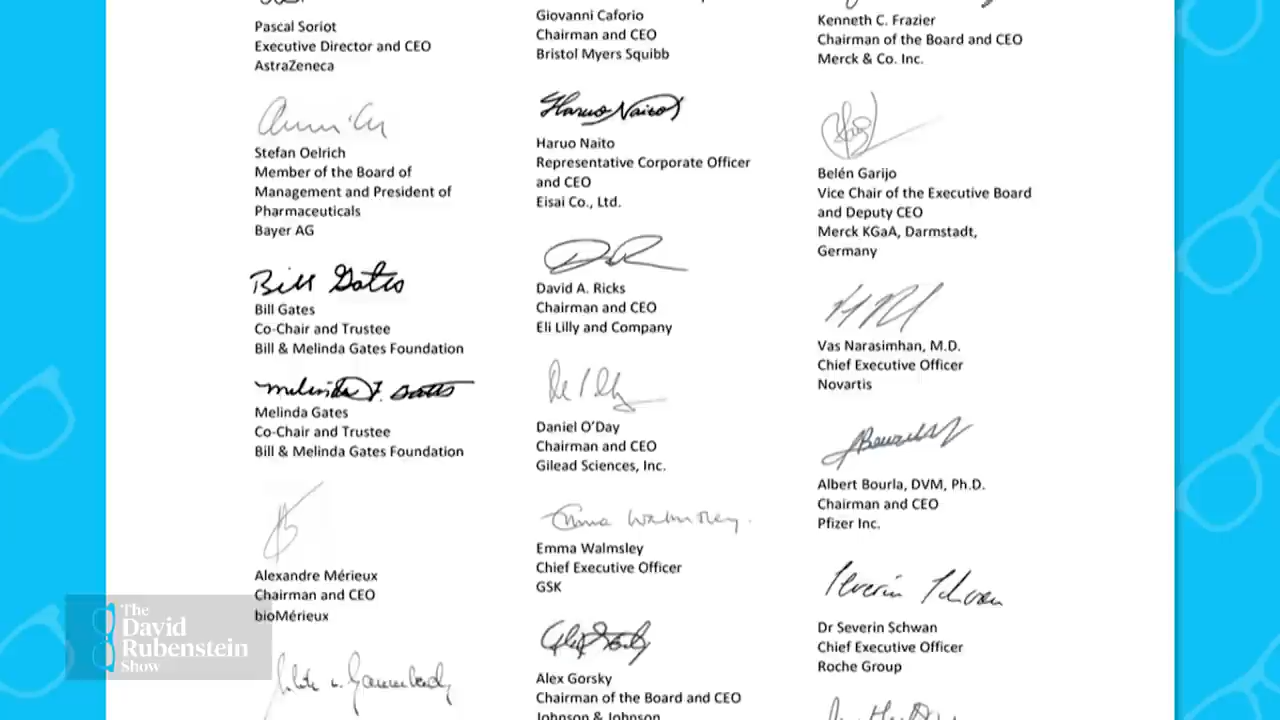 Pascal Soriot
Executive Director and CEO
AstraZeneca
Stefan Oelrich
Member of the Board of
Management and President of
Pharmaceuticals
Bayer AG
Bill Gates
Bill Gates
Co-Chair and Trustee
Bill & Melinda Gates Foundation
Melinda F. Gates
Melinda Gates
Co-Chair and Trustee
Bill & Melinda Gates Foundation
Alexandre Mérieux
Chairman and CEO
bioMérieux
Giovanni Caforio
Chairman and CEO
Bristol Myers Squibb
Haruo Naito
Haruo Naito
Representative Corporate Officer
and CEO
Eisai Co., Ltd.
David A. Ricks
Chairman and CEO
Eli Lilly and Company
Daniel O’Day
Chairman and CEO
Gilead Sciences, Inc.
Emma Walmsley
Emma Walmsley
Chief Executive Officer
GSK
Alex Gorsky
Chairman of the Board and CEO
Johnson & Johnson
Kenneth C. Frazier
Chairman of the Board and CEO
Merck & Co. Inc.
Belén Garijo
Vice Chair of the Executive Board
and Deputy CEO
Merck KGaA, Darmstadt,
Germany
Vas Narasimhan, M.D.
Chief Executive Officer
Novartis
Albert Bourla, DVM, Ph.D.
Chairman and CEO
Pfizer Inc.
Severin Schwan
Dr Severin Schwan
Chief Executive Officer
Roche Group
The
David
Rubenstein
Show